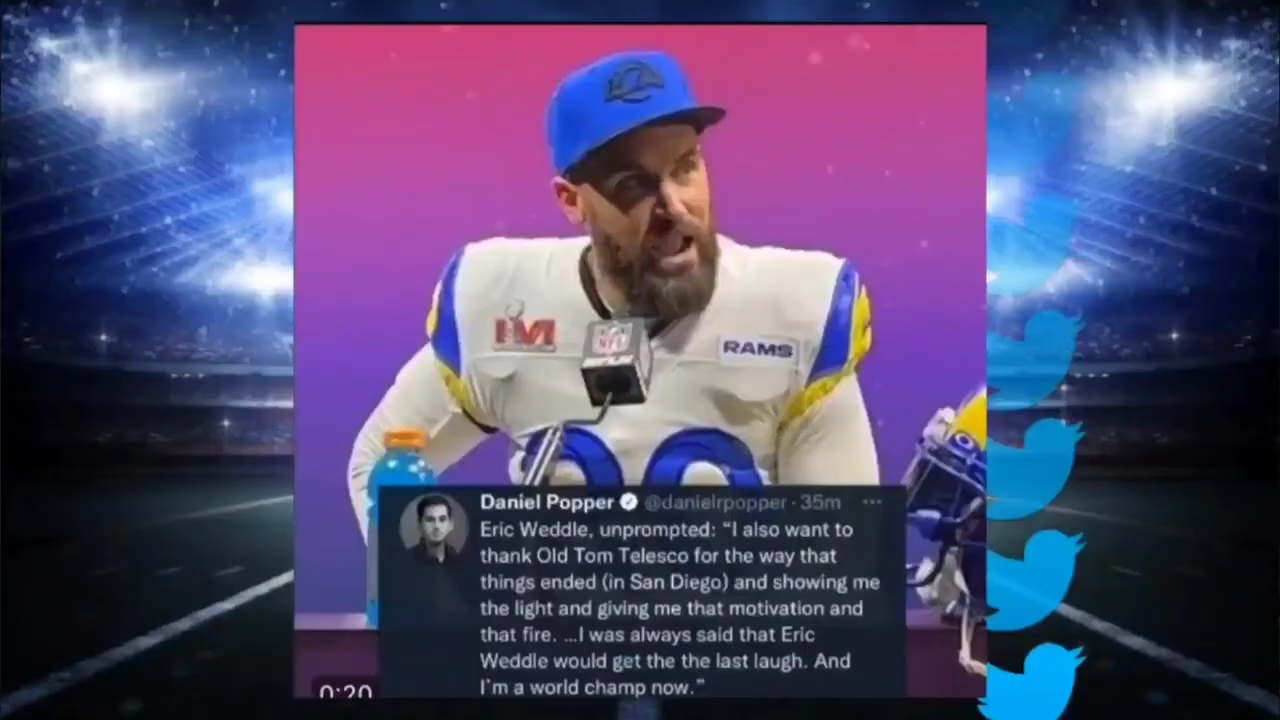 LVI
NFL
RAMS
Daniel Popper @danielrpopper · 35m ...
Eric Weddle, unprompted: “I also want to
thank Old Tom Telesco for the way that
things ended (in San Diego) and showing me
the light and giving me that motivation and
that fire. ...I was always said that Eric
Weddle would get the the last laugh. And
I'm a world champ now.”
0:20